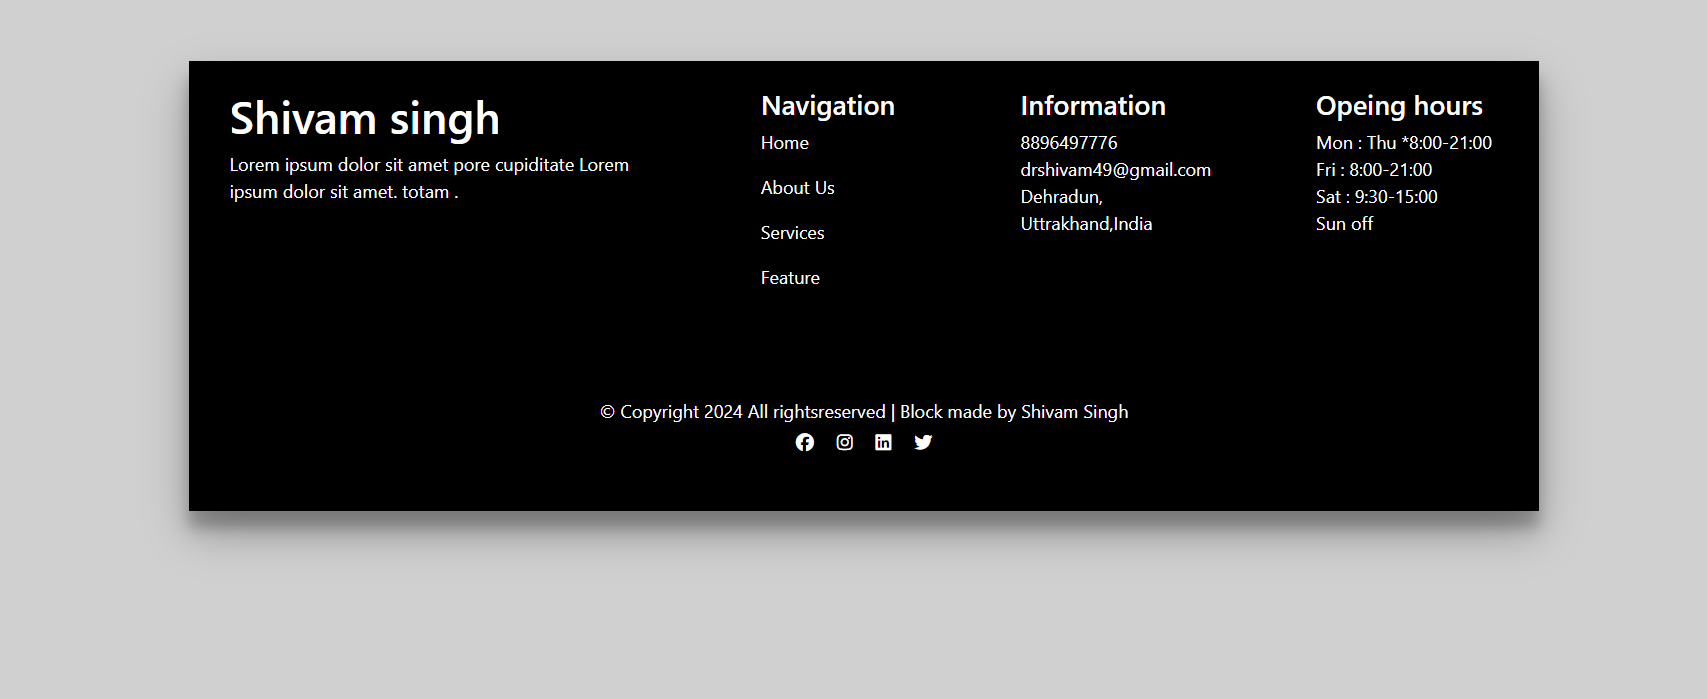 Shivam singh
Lorem ipsum dolor sit amet pore cupiditate Lorem
ipsum dolor sit amet. totam .
Navigation
Home
About Us
Services
Feature
Information
8896497776
drshivam49@gmail.com
Dehradun,
Uttrakhand,India
Opeing hours
Mon : Thu *8:00-21:00
Fri : 8:00-21:00
Sat : 9:30-15:00
Sun off
© Copyright 2024 All rightsreserved | Block made by Shivam Singh